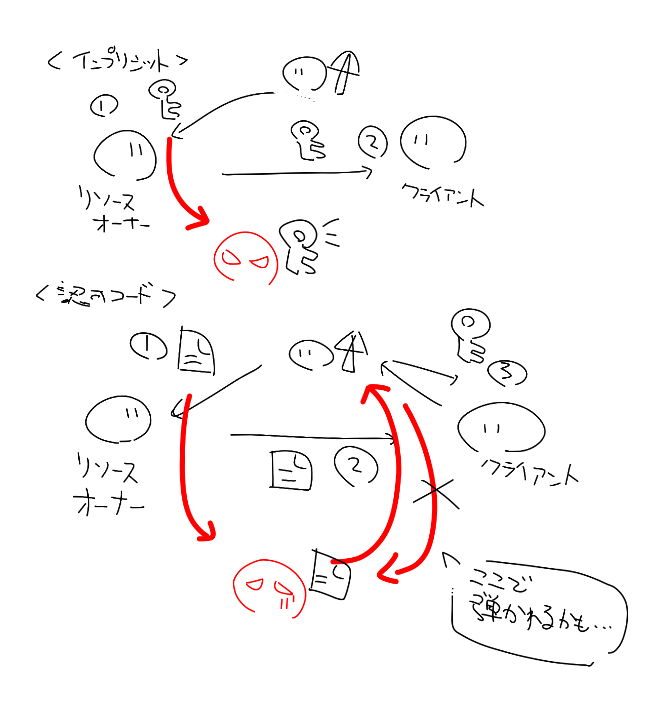 <インプリシット>
①
②
リソース
オーナー
クライアント
<認可コード>
①
③
リソース
オーナー
②
クライアント
ここで
弾かれるかも…